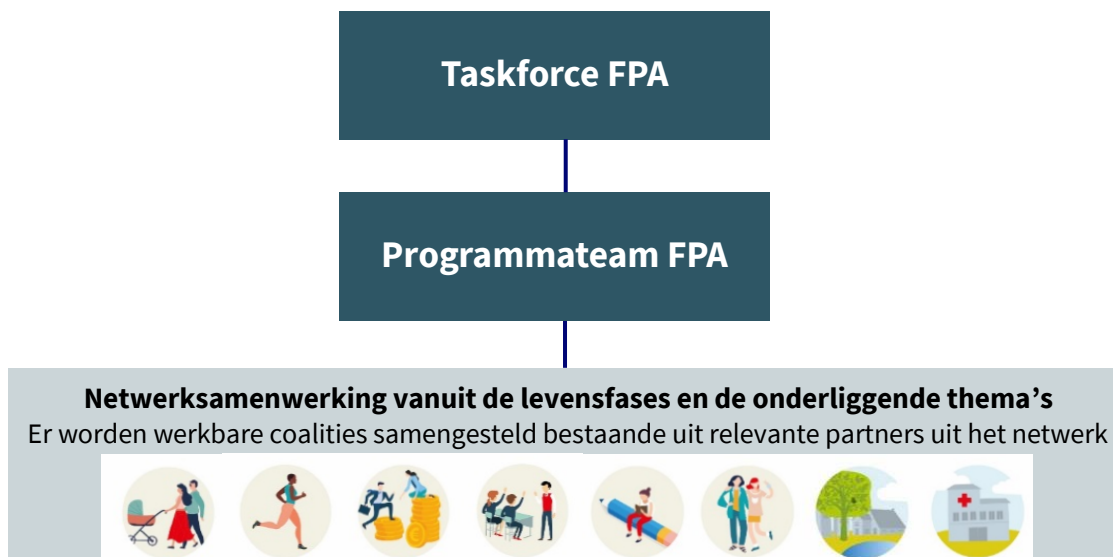 Taskforce FPA
Programmateam FPA
Netwerksamenwerking vanuit de levensfases en de onderliggende thema’s
Er worden werkbare coalities samengesteld bestaande uit relevante partners uit het netwerk